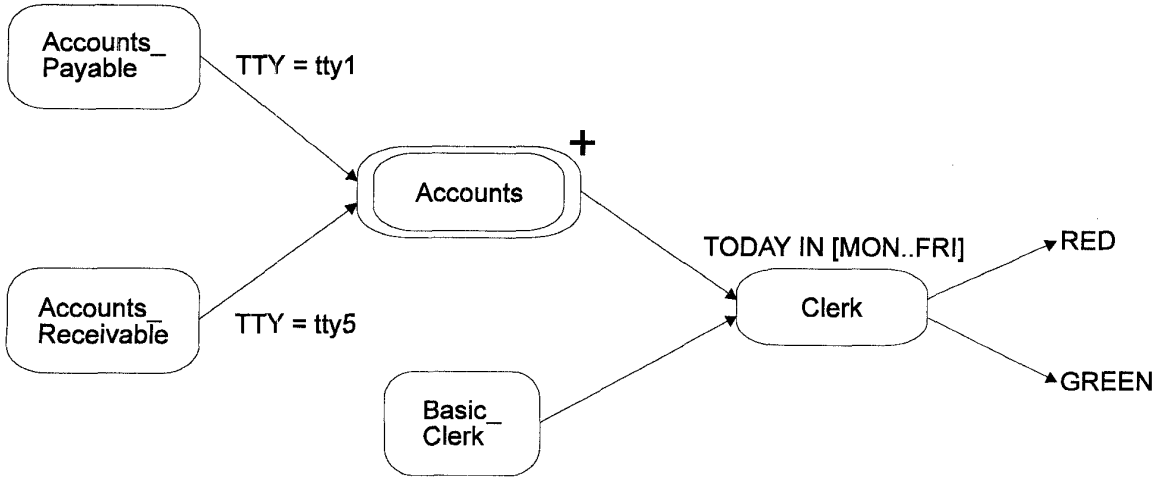 Accounts_
Payable
TTY = tty1
+
Accounts
TODAY IN [MON..FRI]
RED
Accounts_
Receivable
TTY = tty5
Clerk
GREEN
Basic_
Clerk